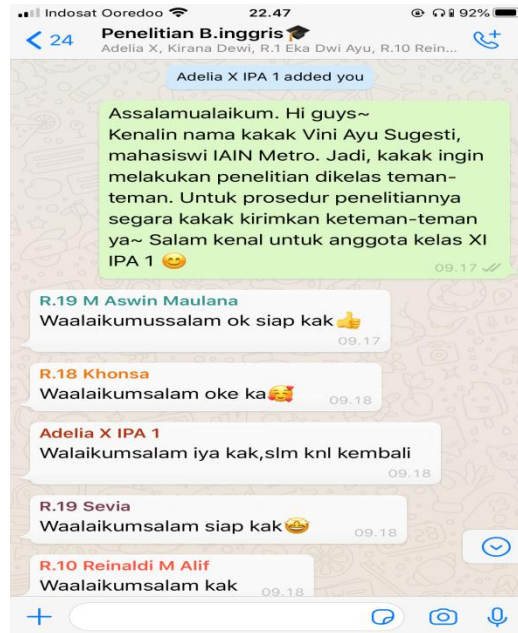 Indosat Ooredoo 22.47 92%
24 Penelitian B.inggris🎓
Adelia X, Kirana Dewi, R.1 Eka Dwi Ayu, R.10 Rein...
Adelia X IPA 1 added you
Assalamualaikum. Hi guys~
Kenalin nama kakak Vini Ayu Sugesti,
mahasiswi IAIN Metro. Jadi, kakak ingin
melakukan penelitian dikelas teman-
teman. Untuk prosedur penelitiannya
segara kakak kirimkan keteman-teman
ya~ Salam kenal untuk anggota kelas XI
IPA 1 😊
09.17
R.19 M Aswin Maulana
Waalaikumussalam ok siap kak👍
09.17
R.18 Khonsa
Waalaikumsalam oke ka🥰
09.18
Adelia X IPA 1
Walaikumsalam iya kak,slm knl kembali
09.18
R.19 Sevia
Waalaikumsalam siap kak🤩
09.18
R.10 Reinaldi M Alif
Waalaikumsalam kak
09.18